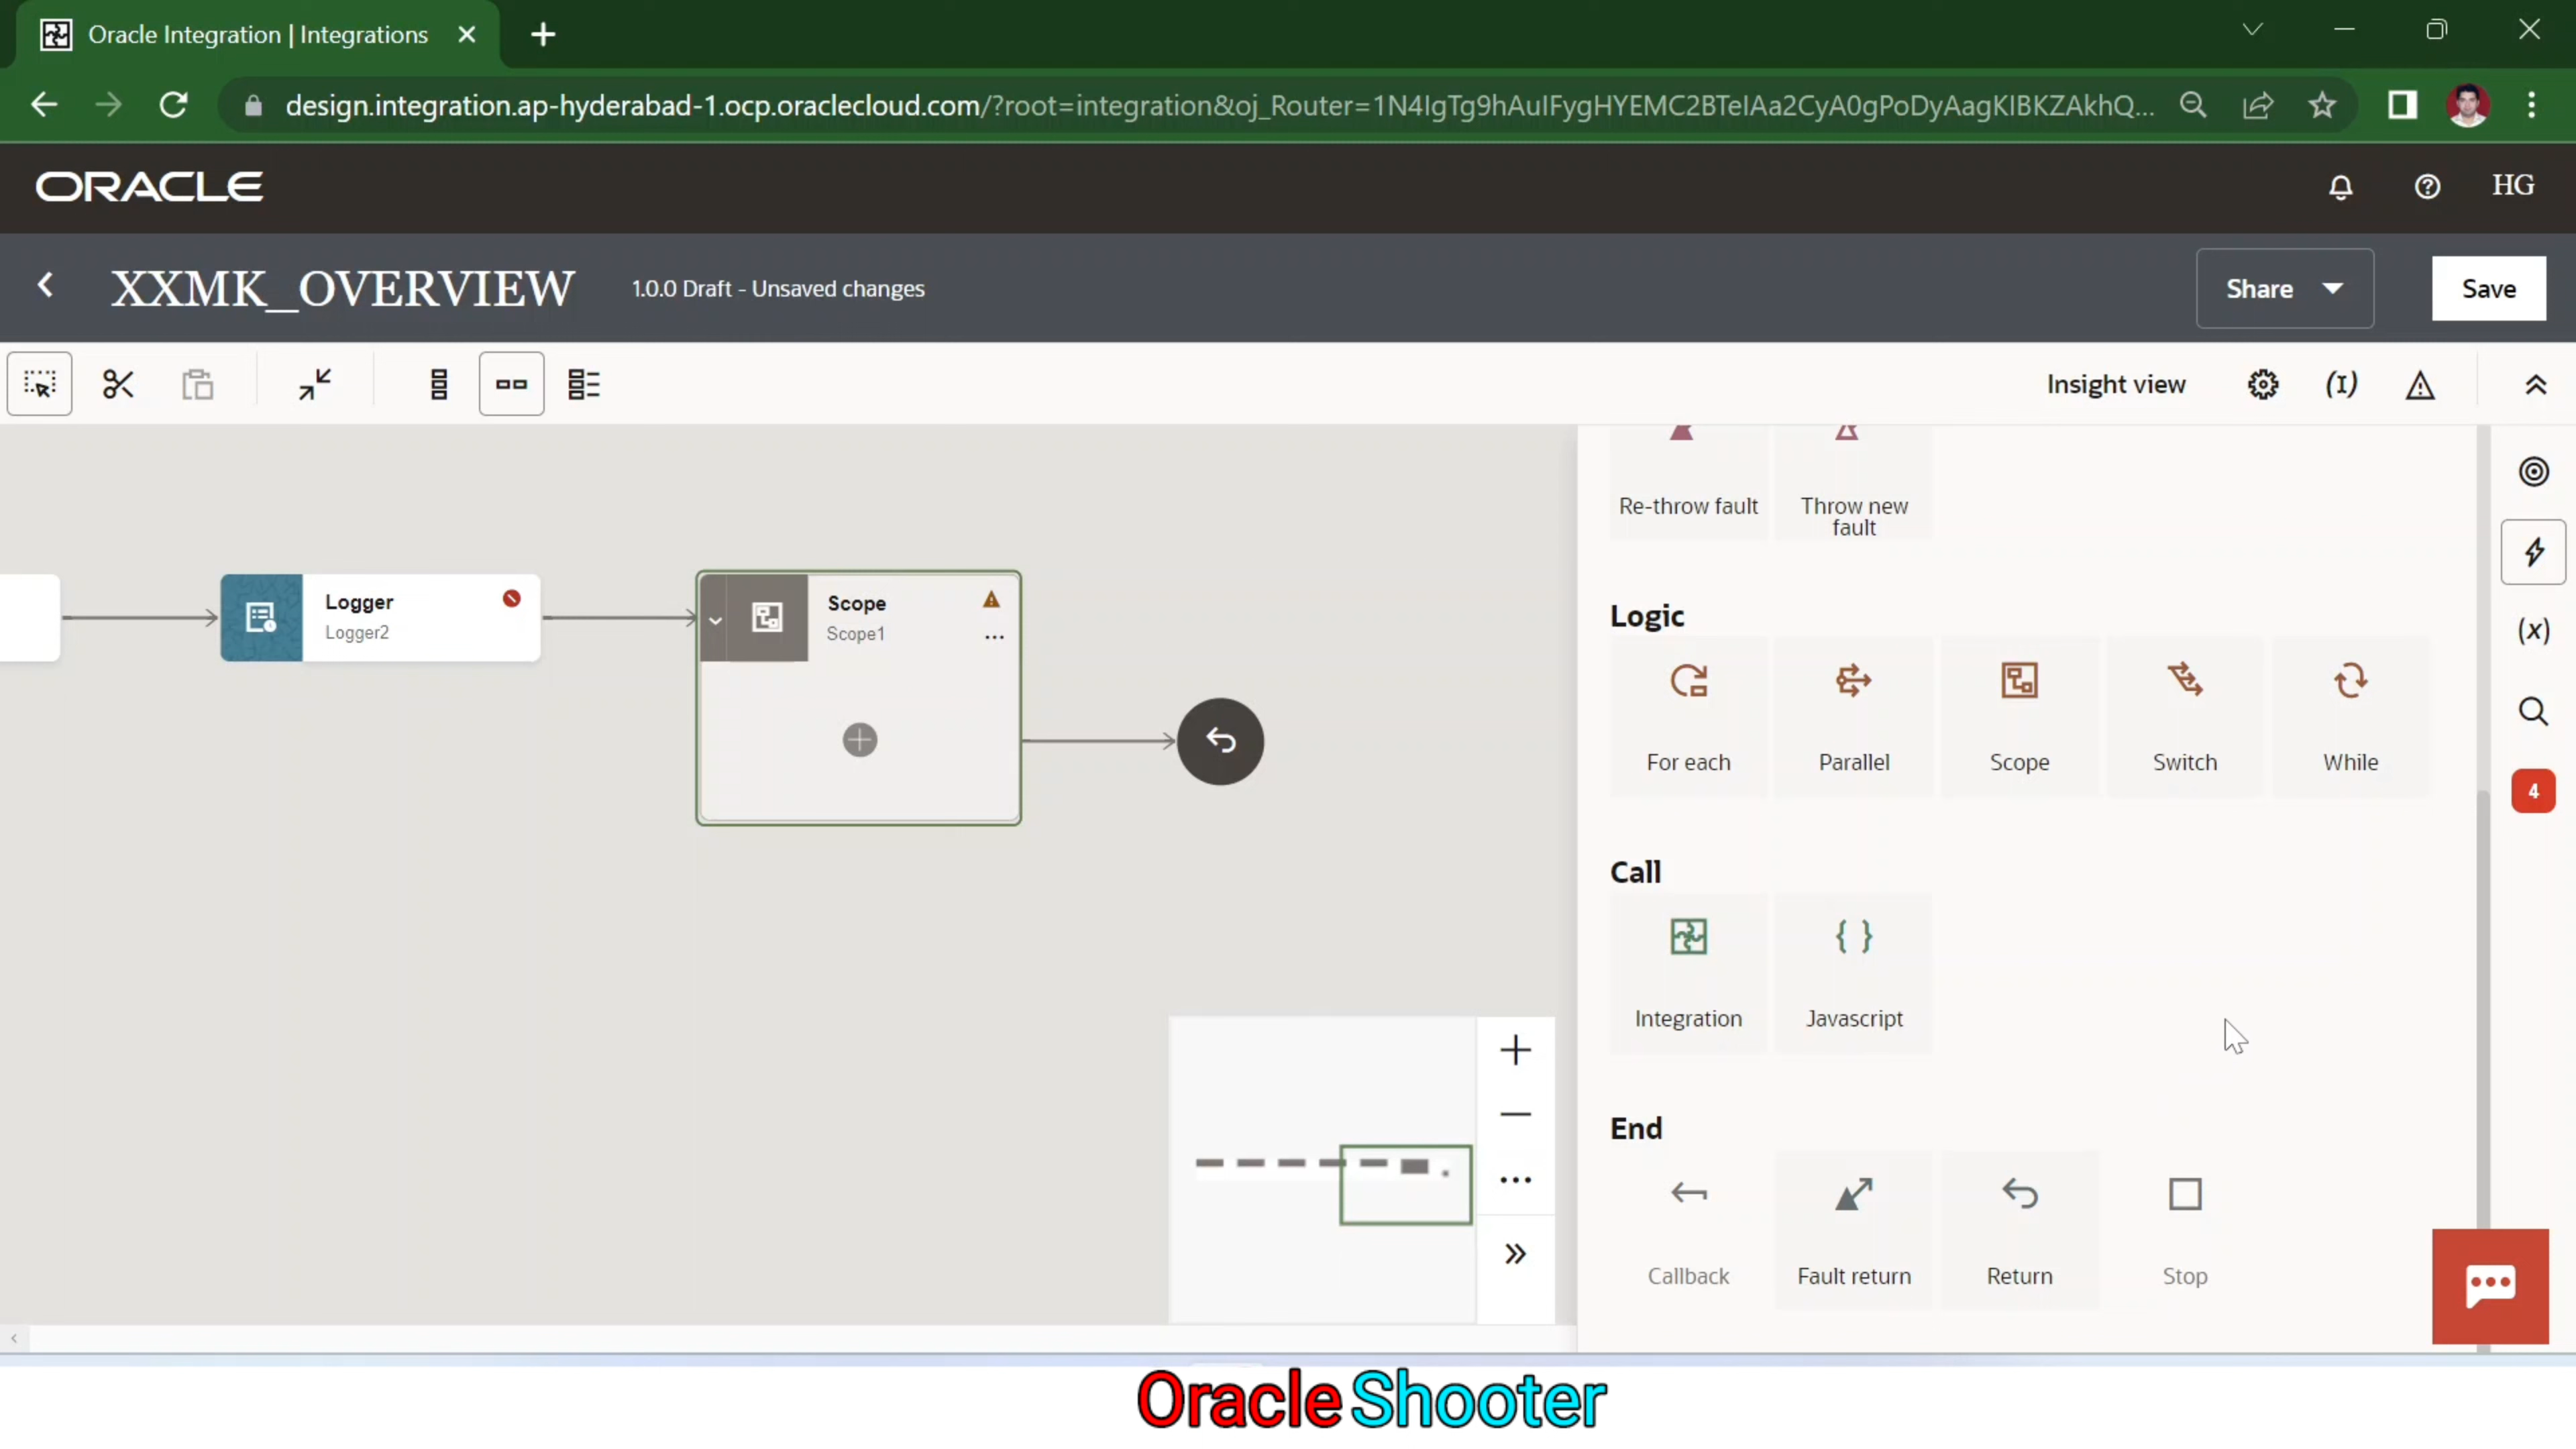 Oracle Integration | Integrations
design.integration.ap-hyderabad-1.ocp.oraclecloud.com/?root=integration&oj_Router=1N4IgTg9hAuIFygHYEMC2BTeIAa2CyA0gPoDyAagKIBKZAkhQ...
ORACLE
HG
XXMK_OVERVIEW
1.0.0 Draft - Unsaved changes
Share
Save
Insight view
(I)
Re-throw fault
Throw new
fault
Logger
Logger2
Scope
Scope1
Logic
(x)
For each
Parallel
Scope
Switch
While
4
Call
Integration
Javascript
End
Callback
Fault return
Return
Stop
Oracle Shooter